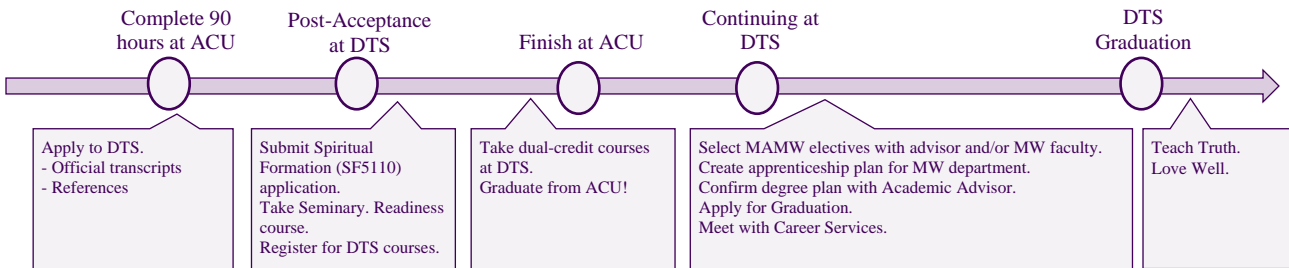 Complete 90
hours at ACU
Post-Acceptance
at DTS
Finish at ACU
Continuing at
DTS
DTS
Graduation
Apply to DTS.
- Official transcripts
- References
Submit Spiritual
Formation (SF5110)
application.
Take Seminary. Readiness
course.
Register for DTS courses.
Take dual-credit courses
at DTS.
Graduate from ACU!
Select MAMW electives with advisor and/or MW faculty.
Create apprenticeship plan for MW department.
Confirm degree plan with Academic Advisor.
Apply for Graduation.
Meet with Career Services.
Teach Truth.
Love Well.